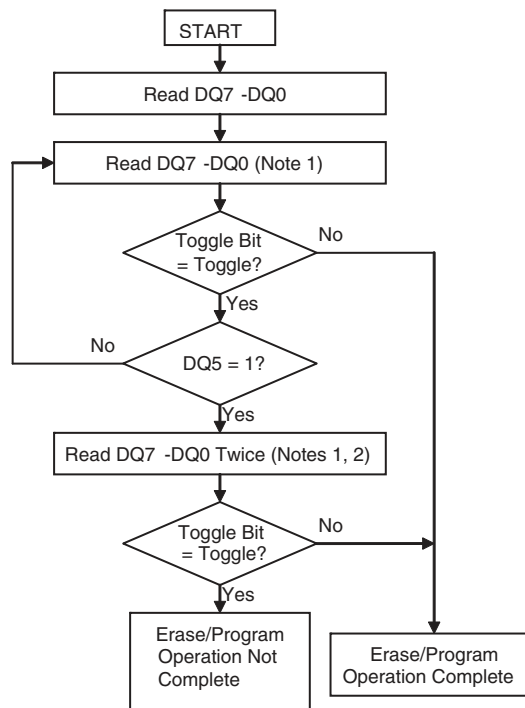 START
Read DQ7 -DQ0
Read DQ7 -DQ0 (Note 1)
Toggle Bit
= Toggle?
No
Yes
No
DQ5 = 1?
Yes
Read DQ7 -DQ0 Twice (Notes 1, 2)
Toggle Bit
= Toggle?
No
Yes
Erase/Program
Operation Not
Complete
Erase/Program
Operation Complete